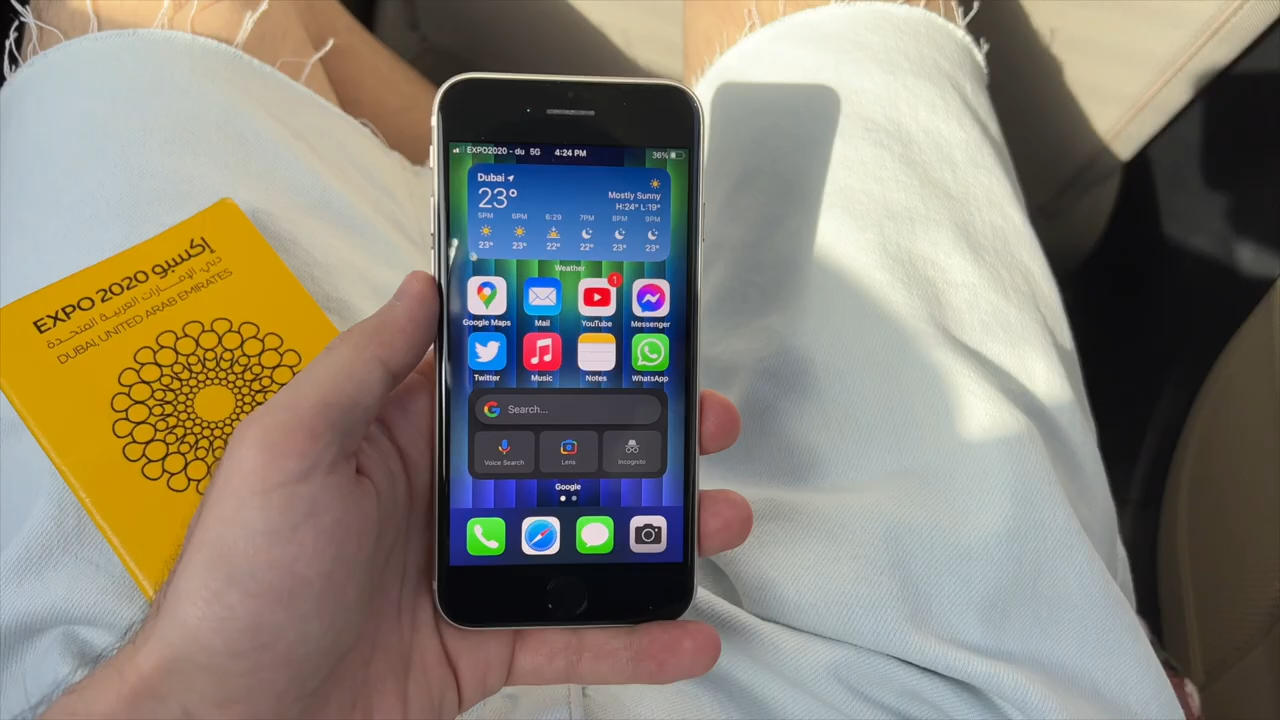 إكسبو EXPO 2020
دبي، الإمارات العربية المتحدة
DUBAI, UNITED ARAB EMIRATES
EXPO2020 - du 5G 4:24 PM 36%
Dubai
23°
Mostly Sunny
H:24° L:19°
5PM 6PM 6:29 7PM 8PM 9PM
23° 23° 22° 22° 23° 23°
Weather
1
Google Maps Mail YouTube Messenger
Twitter Music Notes WhatsApp
G Search...
Voice Search Lens Incognito
Google